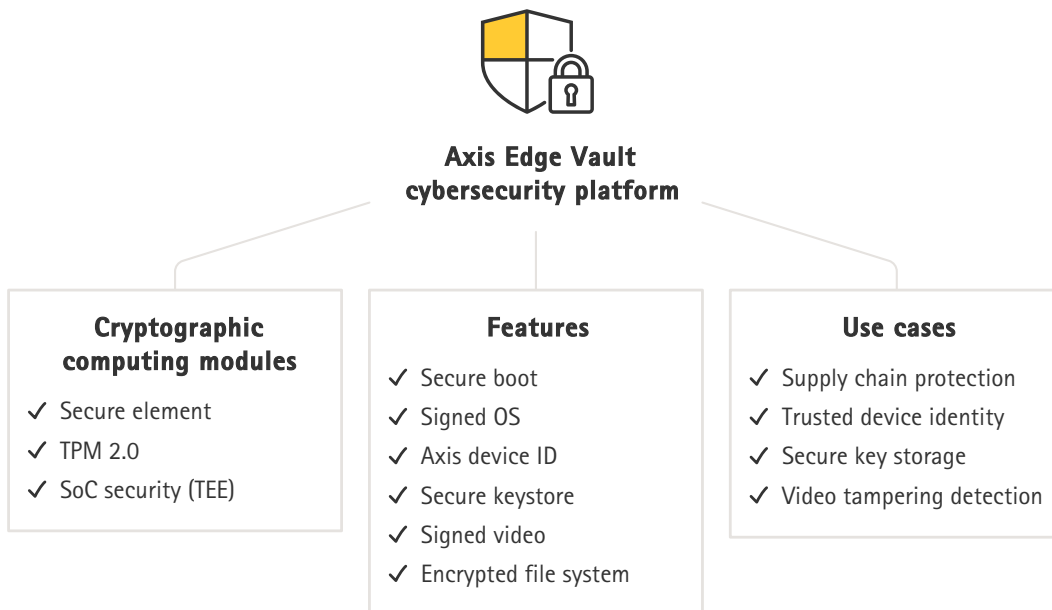 Axis Edge Vault
cybersecurity platform
Cryptographic
computing modules
✓ Secure element
✓ TPM 2.0
✓ SoC security (TEE)
Features
✓ Secure boot
✓ Signed OS
✓ Axis device ID
✓ Secure keystore
✓ Signed video
✓ Encrypted file system
Use cases
✓ Supply chain protection
✓ Trusted device identity
✓ Secure key storage
✓ Video tampering detection